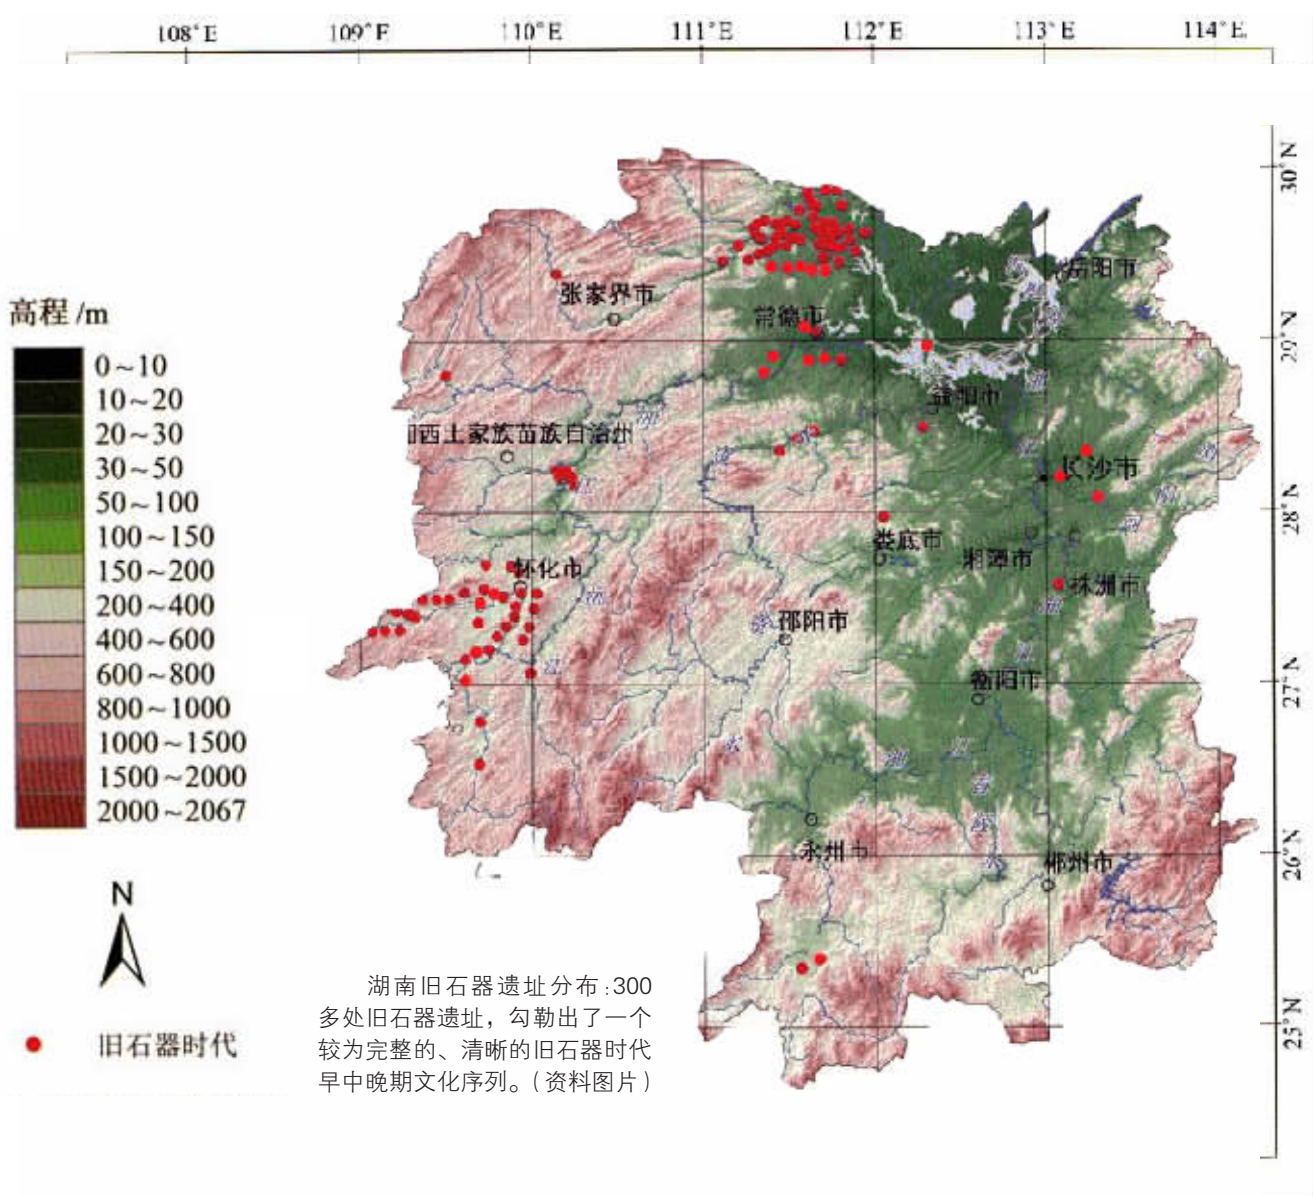 108°E 109°E 110°E 111°E 112°E 113°E 114°E
30°N
岳阳市
张家界市
常德市
高程 /m
29°N
0～10
10～20
益阳市
20～30
西土家族苗族自治州
30～50
长沙市
50～100
28°N
100～150
娄底市
湘潭市
150～200
怀化市
株洲市
200～400
邵阳市
400～600
600～800
衡阳市
27°N
800～1000
1000～1500
1500～2000
2000～2067
永州市
郴州市
26°N
N
湖南旧石器遗址分布:300
多处旧石器遗址，勾勒出了一个
较为完整的、清晰的旧石器时代
早中晚期文化序列。(资料图片)
25°N
旧石器时代